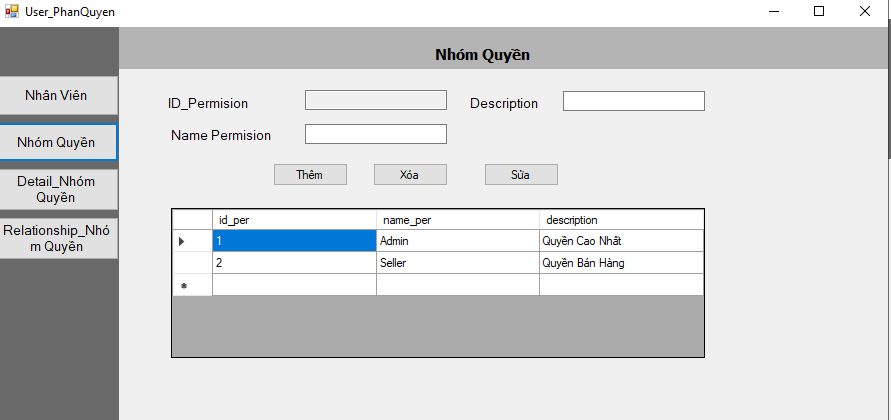 User_PhanQuyen
Nhóm Quyền
Nhân Viên
Nhóm Quyền
Detail_Nhóm
Quyền
Relationship_Nhó
m Quyền
ID_Permision
Description
Name Permision
Thêm Xóa Sửa
id_per name_per description
1 Admin Quyền Cao Nhất
2 Seller Quyền Bán Hàng